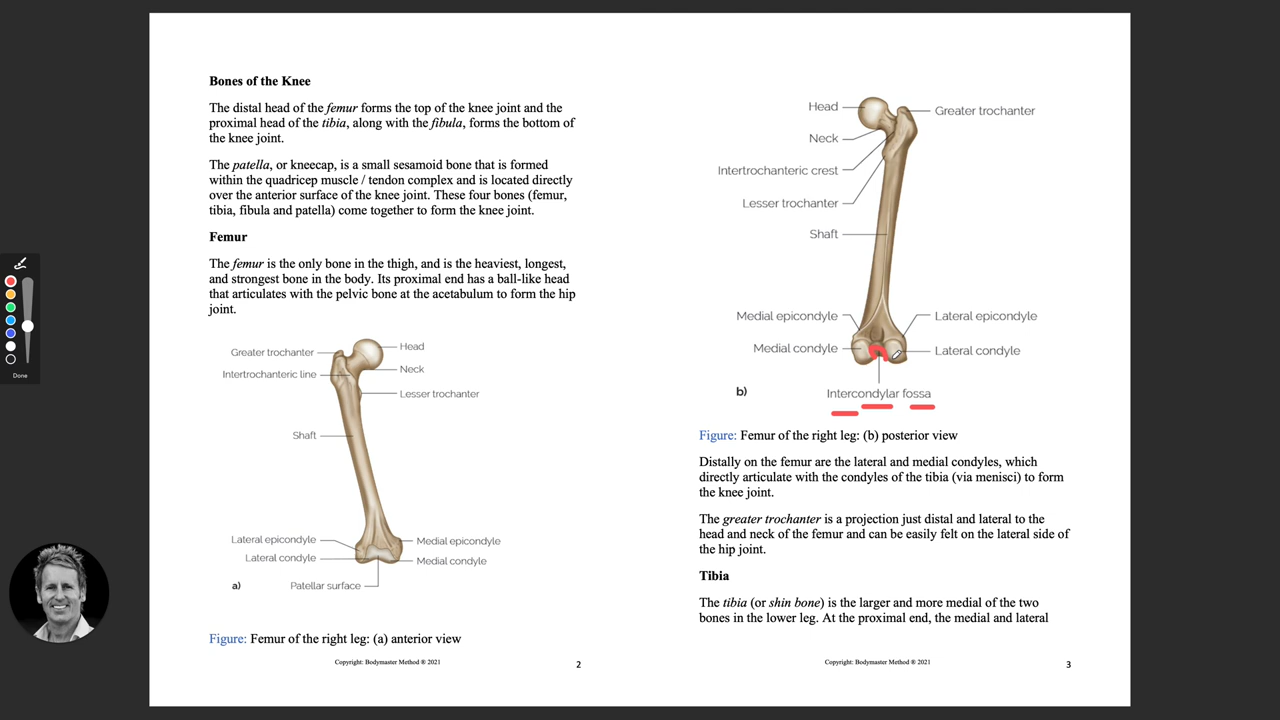 Bones of the Knee
The distal head of the femur forms the top of the knee joint and the
proximal head of the tibia, along with the fibula, forms the bottom of
the knee joint.
The patella, or kneecap, is a small sesamoid bone that is formed
within the quadricep muscle / tendon complex and is located directly
over the anterior surface of the knee joint. These four bones (femur,
tibia, fibula and patella) come together to form the knee joint.
Femur
The femur is the only bone in the thigh, and is the heaviest, longest,
and strongest bone in the body. Its proximal end has a ball-like head
that articulates with the pelvic bone at the acetabulum to form the hip
joint.
Greater trochanter
Head
Intertrochanteric line
Neck
Lesser trochanter
Shaft
Lateral epicondyle
Medial epicondyle
Lateral condyle
Medial condyle
a)
Patellar surface
Figure: Femur of the right leg: (a) anterior view
Copyright: Bodymaster Method ® 2021
2
Head
Greater trochanter
Neck
Intertrochanteric crest
Lesser trochanter
Shaft
Medial epicondyle
Lateral epicondyle
Medial condyle
Lateral condyle
b)
Intercondylar fossa
Figure: Femur of the right leg: (b) posterior view
Distally on the femur are the lateral and medial condyles, which
directly articulate with the condyles of the tibia (via menisci) to form
the knee joint.
The greater trochanter is a projection just distal and lateral to the
head and neck of the femur and can be easily felt on the lateral side of
the hip joint.
Tibia
The tibia (or shin bone) is the larger and more medial of the two
bones in the lower leg. At the proximal end, the medial and lateral
Copyright: Bodymaster Method ® 2021
3
Done